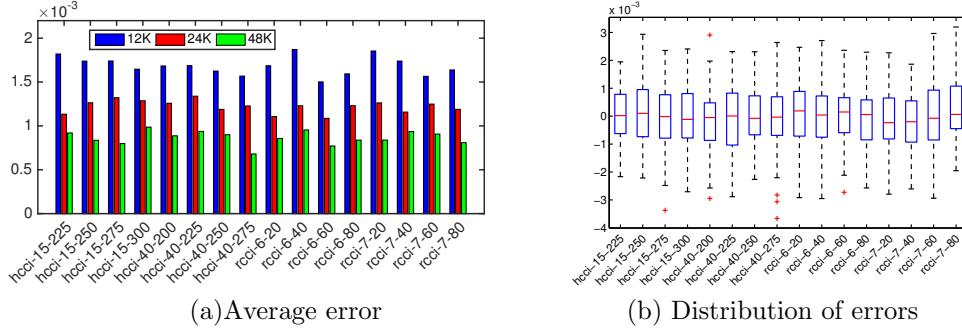 ×10⁻³
2
1.5
1
0.5
0
12K 24K 48K
hcci-15-225 hcci-15-250 hcci-15-275 hcci-15-300 hcci-40-200 hcci-40-225 hcci-40-250 hcci-40-275 rcci-6-20 rcci-6-40 rcci-6-60 rcci-6-80 rcci-7-20 rcci-7-40 rcci-7-60 rcci-7-80
(a)Average error
x 10⁻³
3
2
1
0
−1
−2
−3
−4
hcci−15−225 hcci−15−250 hcci−15−275 hcci−15−300 hcci−40−200 hcci−40−225 hcci−40−250 hcci−40−275 rcci−6−20 rcci−6−40 rcci−6−60 rcci−6−80 rcci−7−20 rcci−7−40 rcci−7−60 rcci−7−80
(b) Distribution of errors